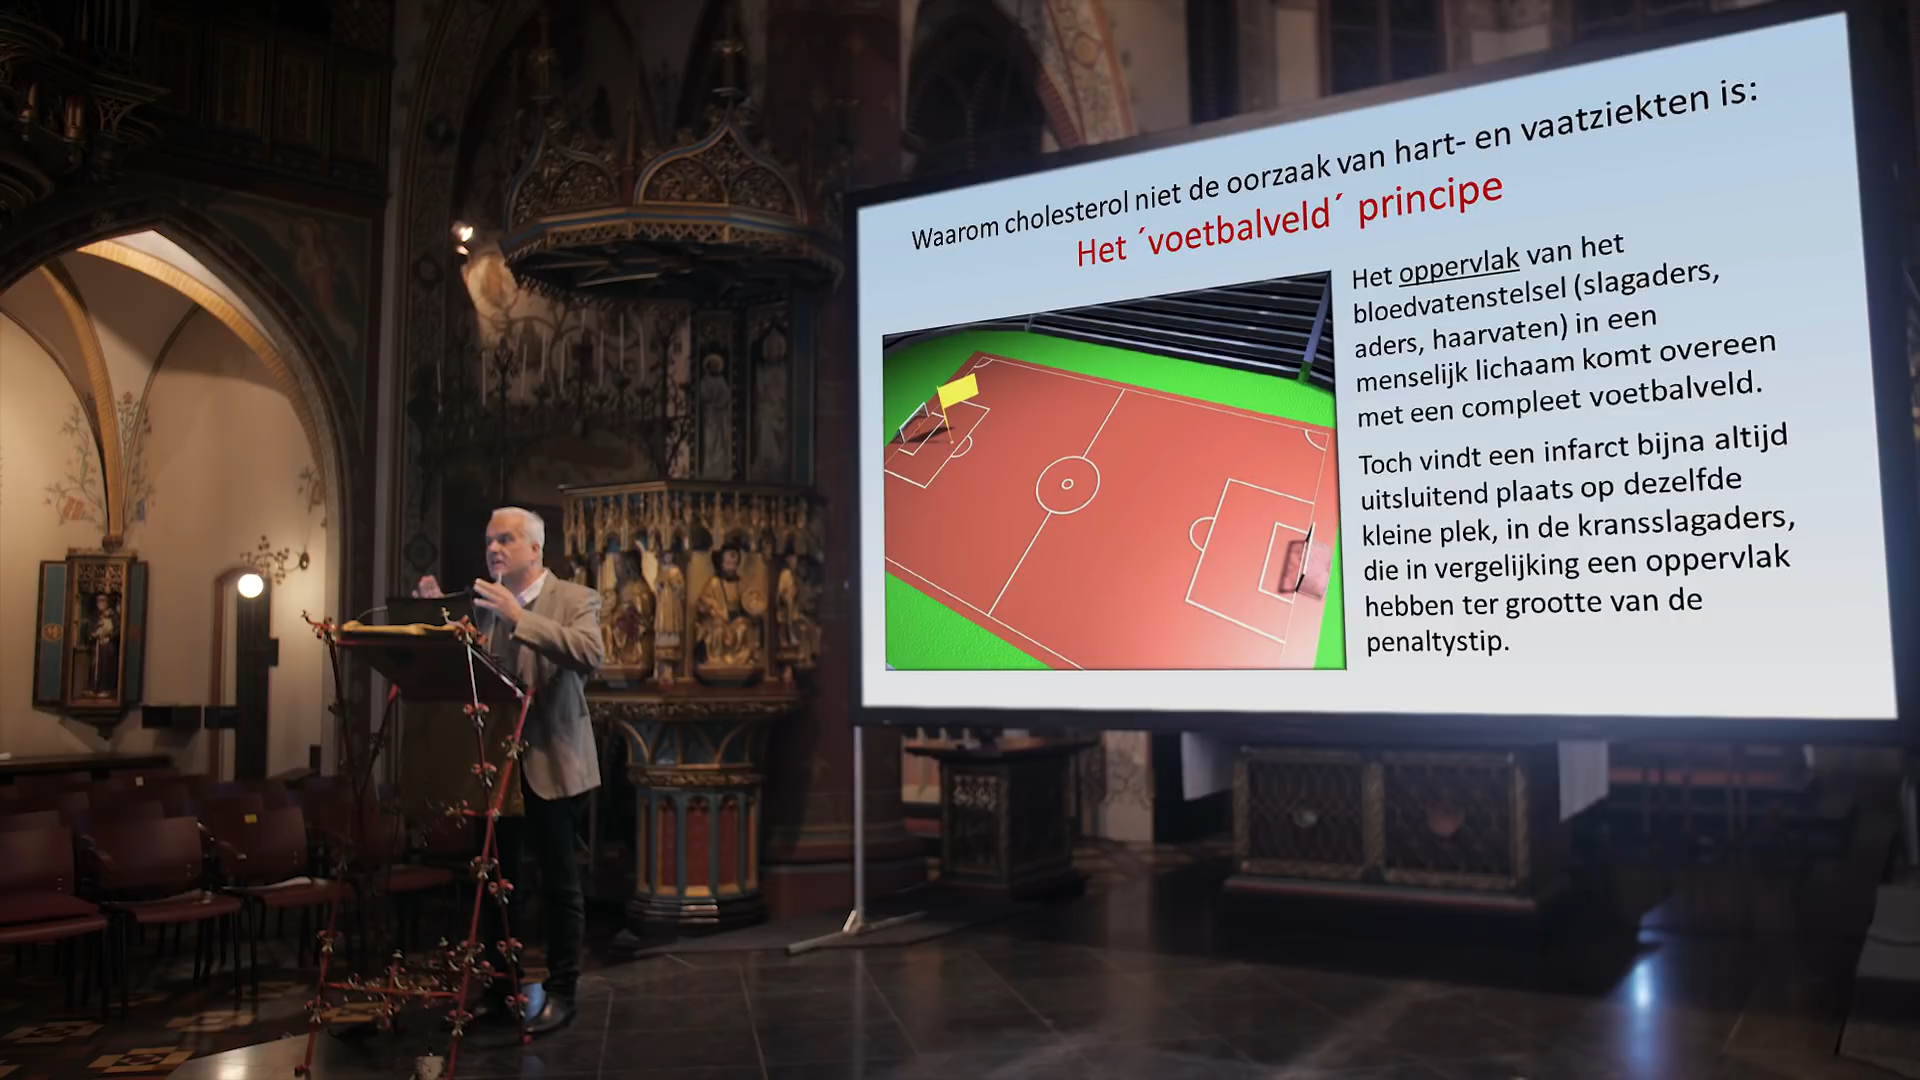 Waarom cholesterol niet de oorzaak van hart- en vaatziekten is:
Het ´voetbalveld´ principe
Het oppervlak van het
bloedvatenstelsel (slagaders,
aders, haarvaten) in een
menselijk lichaam komt overeen
met een compleet voetbalveld.
Toch vindt een infarct bijna altijd
uitsluitend plaats op dezelfde
kleine plek, in de kransslagaders,
die in vergelijking een oppervlak
hebben ter grootte van de
penaltystip.